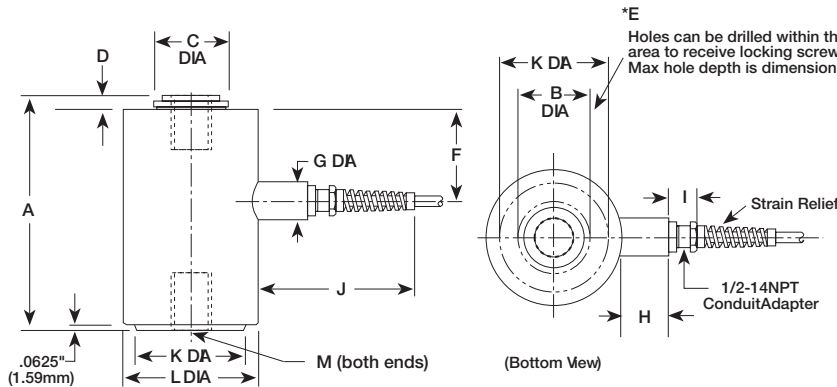 *E
Holes can be drilled within th
area to receive locking screw
Max hole depth is dimension
C
DIA
D
K DIA
B
DIA
F
A
G DIA
I
Strain Relief
J
1/2-14NPT
ConduitAdapter
H
.0625"
(1.59mm)
K DIA
M (both ends)
(Bottom View)
L DIA